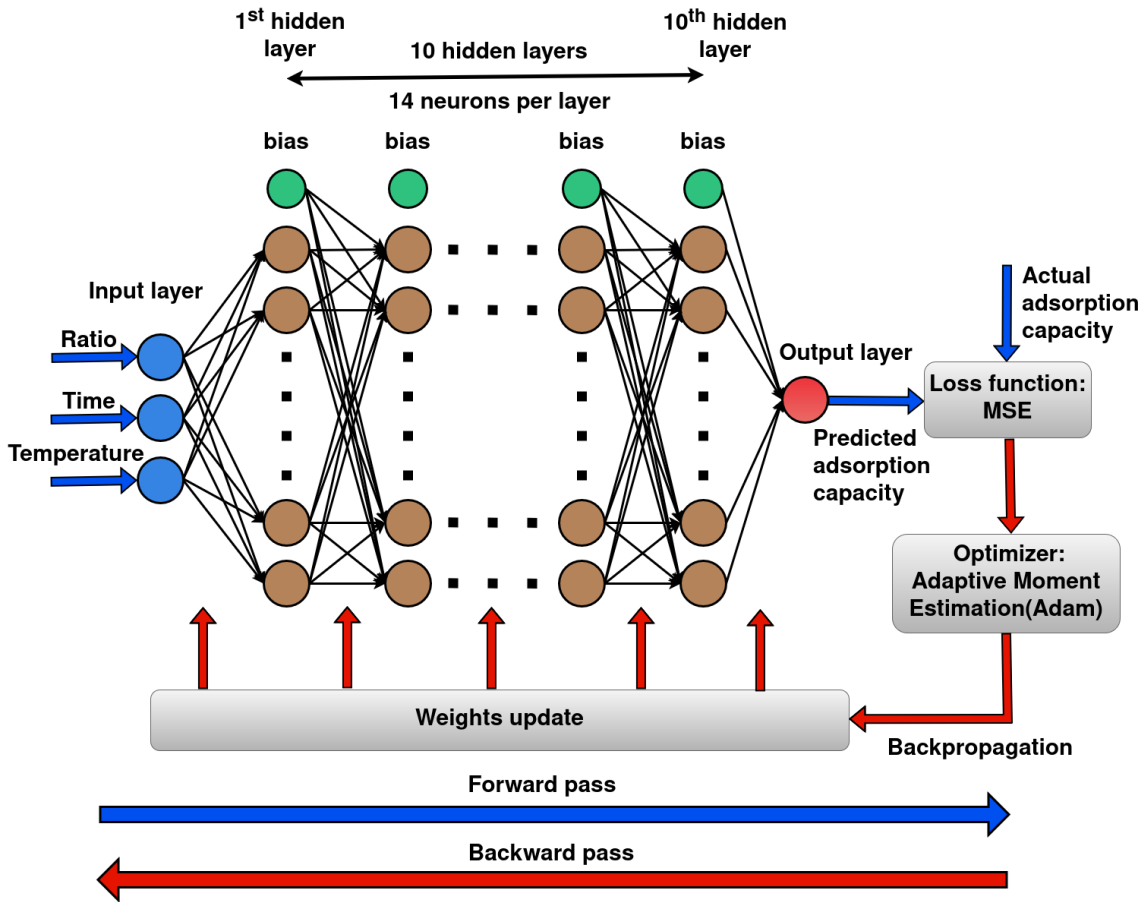 1st hidden
layer
10 hidden layers
10th hidden
layer
14 neurons per layer
bias
bias
bias
bias
Input layer
Ratio
Time
Temperature
Output layer
Predicted
adsorption
capacity
Actual
adsorption
capacity
Loss function:
MSE
Optimizer:
Adaptive Moment
Estimation(Adam)
Weights update
Backpropagation
Forward pass
Backward pass